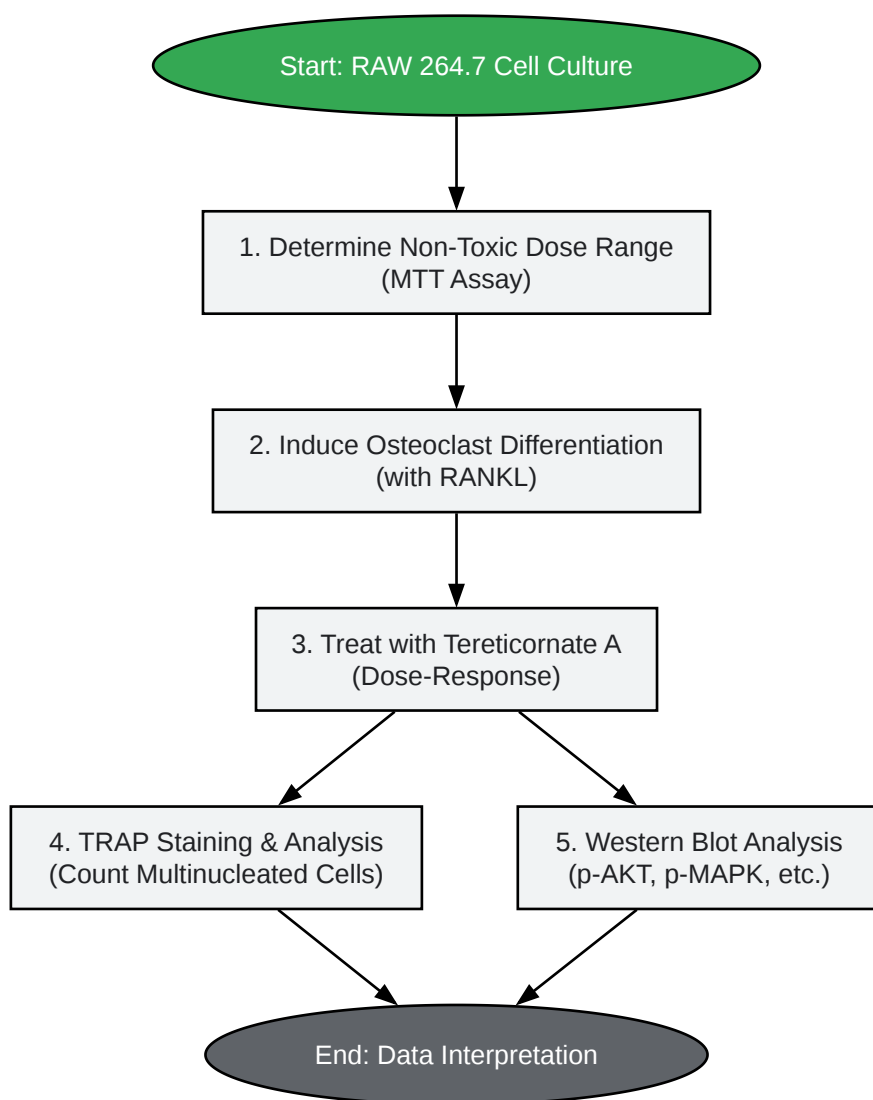 Start: RAW 264.7 Cell Culture
1. Determine Non-Toxic Dose Range
(MTT Assay)
2. Induce Osteoclast Differentiation
(with RANKL)
3. Treat with Tereticornate A
(Dose-Response)
4. TRAP Staining & Analysis
(Count Multinucleated Cells)
5. Western Blot Analysis
(p-AKT, p-MAPK, etc.)
End: Data Interpretation